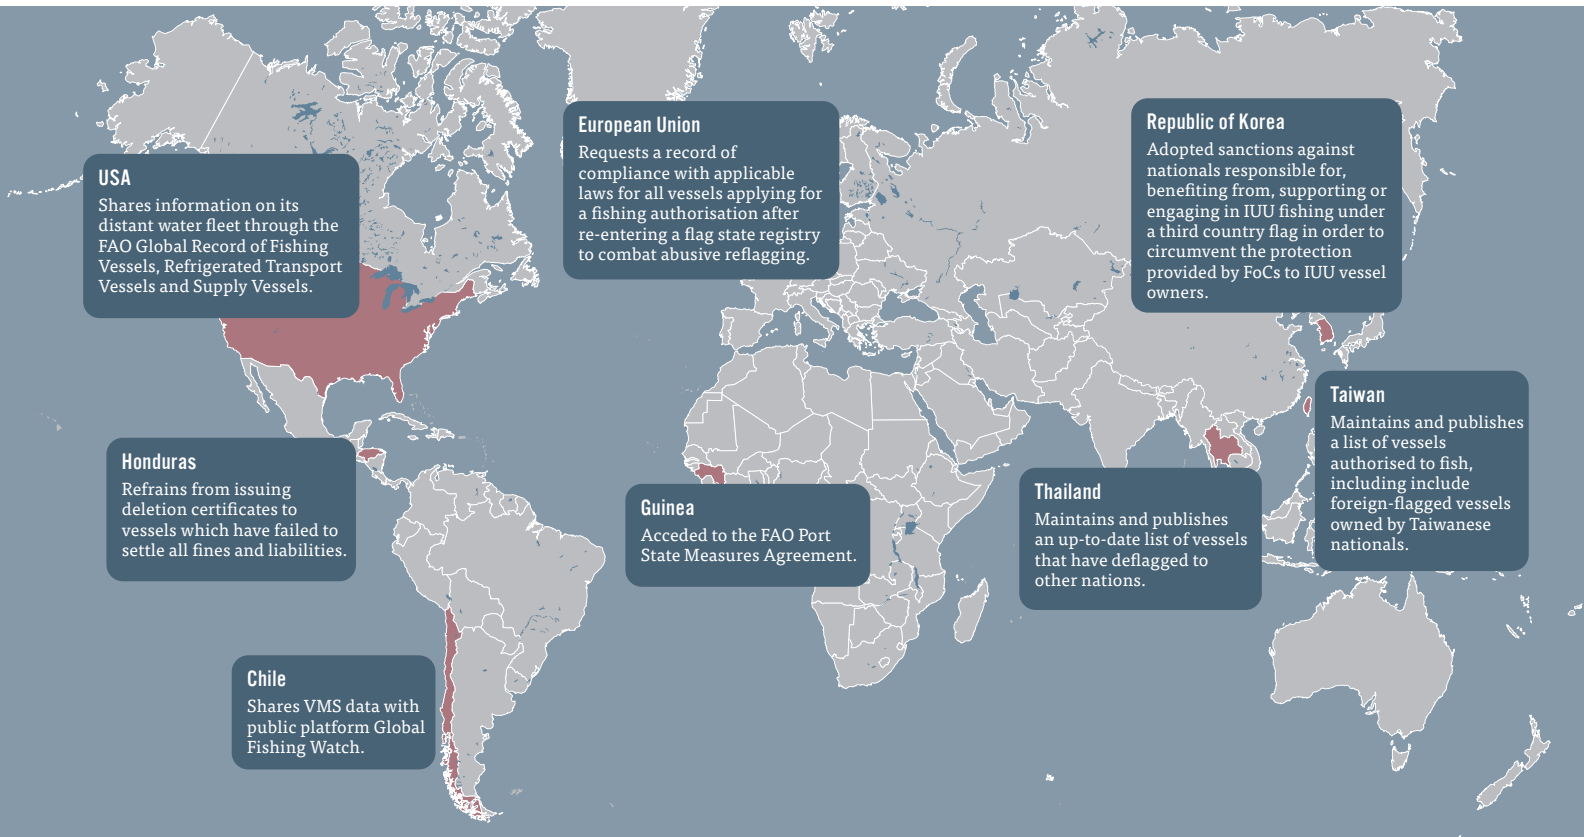 USA
Shares information on its
distant water fleet through the
FAO Global Record of Fishing
Vessels, Refrigerated Transport
Vessels and Supply Vessels.
European Union
Requests a record of
compliance with applicable
laws for all vessels applying for
a fishing authorisation after
re-entering a flag state registry
to combat abusive reflagging.
Republic of Korea
Adopted sanctions against
nationals responsible for,
benefiting from, supporting or
engaging in IUU fishing under
a third country flag in order to
circumvent the protection
provided by FoCs to IUU vessel
owners.
Honduras
Refrains from issuing
deletion certificates to
vessels which have failed to
settle all fines and liabilities.
Guinea
Acceded to the FAO Port
State Measures Agreement.
Thailand
Maintains and publishes
an up-to-date list of vessels
that have deflagged to
other nations.
Taiwan
Maintains and publishes
a list of vessels
authorised to fish,
including include
foreign-flagged vessels
owned by Taiwanese
nationals.
Chile
Shares VMS data with
public platform Global
Fishing Watch.